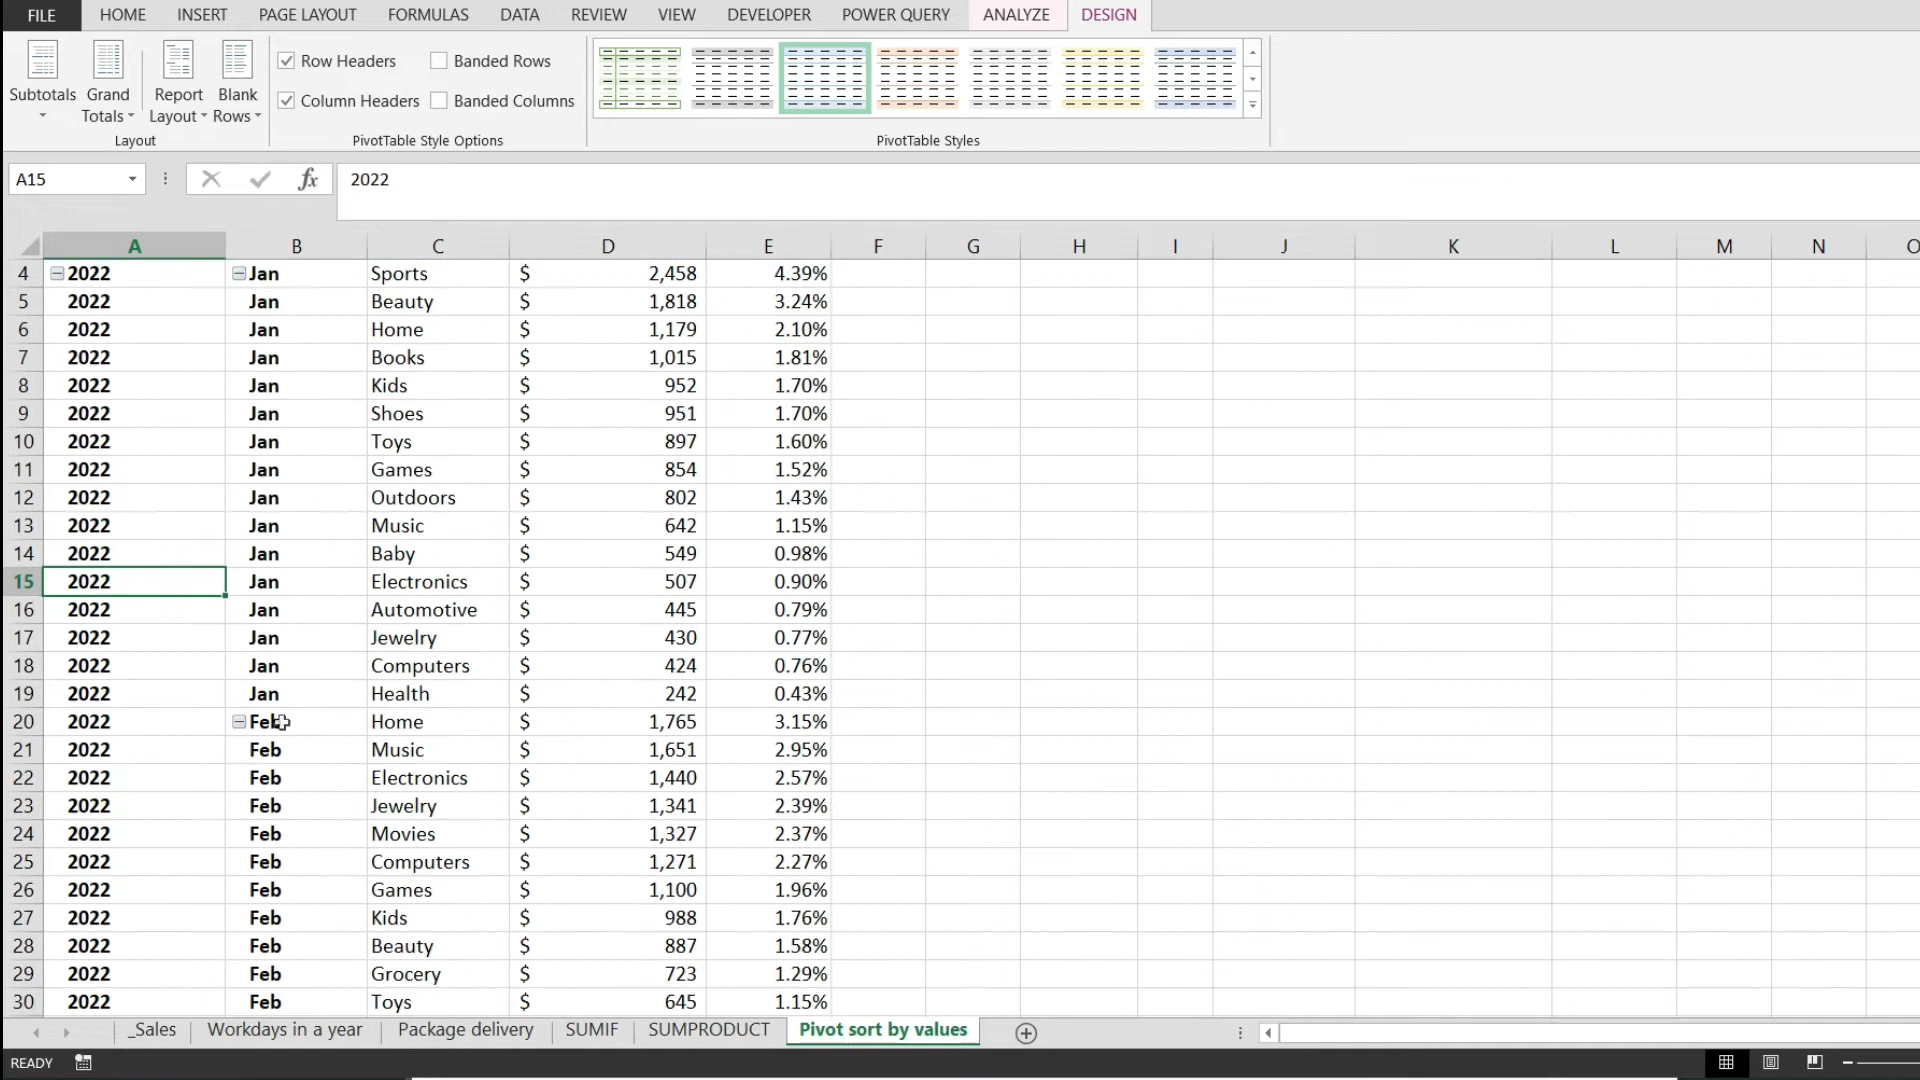 FILE HOME INSERT PAGE LAYOUT FORMULAS DATA REVIEW VIEW DEVELOPER POWER QUERY ANALYZE DESIGN
Subtotals Grand Totals Report Layout Blank Rows
Layout
Row Headers Banded Rows
Column Headers Banded Columns
PivotTable Style Options
PivotTable Styles
A15 fx 2022
A B C D E F G H I J K L M N O
4 2022 Jan Sports $ 2,458 4.39%
5 2022 Jan Beauty $ 1,818 3.24%
6 2022 Jan Home $ 1,179 2.10%
7 2022 Jan Books $ 1,015 1.81%
8 2022 Jan Kids $ 952 1.70%
9 2022 Jan Shoes $ 951 1.70%
10 2022 Jan Toys $ 897 1.60%
11 2022 Jan Games $ 854 1.52%
12 2022 Jan Outdoors $ 802 1.43%
13 2022 Jan Music $ 642 1.15%
14 2022 Jan Baby $ 549 0.98%
15 2022 Jan Electronics $ 507 0.90%
16 2022 Jan Automotive $ 445 0.79%
17 2022 Jan Jewelry $ 430 0.77%
18 2022 Jan Computers $ 424 0.76%
19 2022 Jan Health $ 242 0.43%
20 2022 Feb Home $ 1,765 3.15%
21 2022 Feb Music $ 1,651 2.95%
22 2022 Feb Electronics $ 1,440 2.57%
23 2022 Feb Jewelry $ 1,341 2.39%
24 2022 Feb Movies $ 1,327 2.37%
25 2022 Feb Computers $ 1,271 2.27%
26 2022 Feb Games $ 1,100 1.96%
27 2022 Feb Kids $ 988 1.76%
28 2022 Feb Beauty $ 887 1.58%
29 2022 Feb Grocery $ 723 1.29%
30 2022 Feb Toys $ 645 1.15%
_Sales Workdays in a year Package delivery SUMIF SUMPRODUCT Pivot sort by values
READY